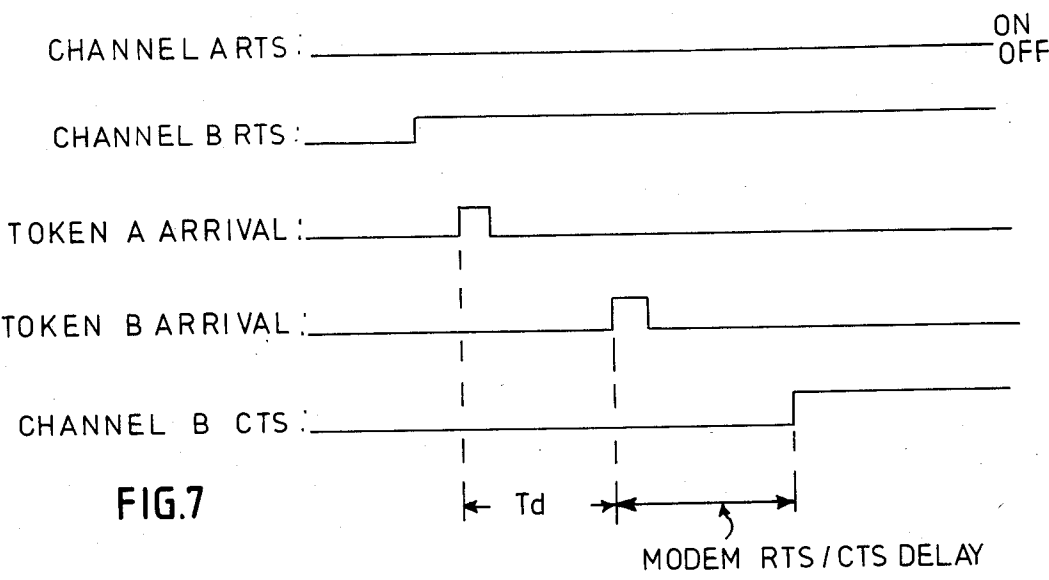 CHANNEL A RTS:
ON
OFF
CHANNEL B RTS:
TOKEN A ARRIVAL:
TOKEN B ARRIVAL:
CHANNEL B CTS:
FIG.7
Td
MODEM RTS/CTS DELAY